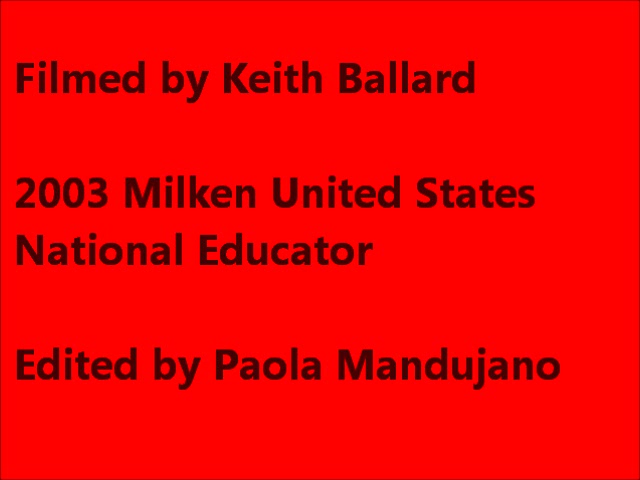 Filmed by Keith Ballard
2003 Milken United States
National Educator
Edited by Paola Mandujano